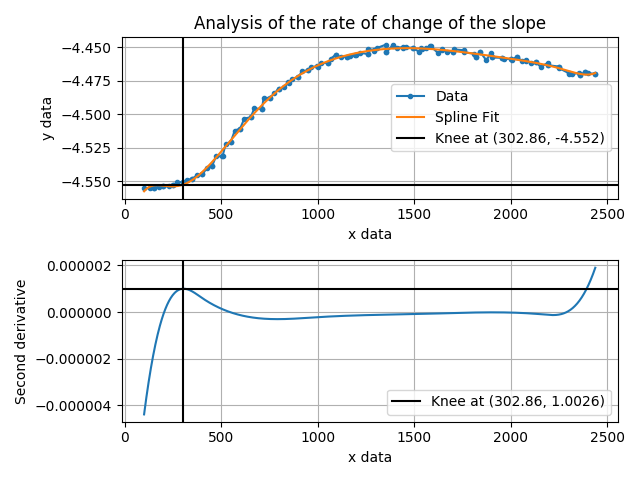 Analysis of the rate of change of the slope
−4.450
−4.475
−4.500
−4.525
−4.550
y data
Data
Spline Fit
Knee at (302.86, -4.552)
0 500 1000 1500 2000 2500
x data
0.000002
0.000000
−0.000002
−0.000004
Second derivative
Knee at (302.86, 1.0026)
0 500 1000 1500 2000 2500
x data